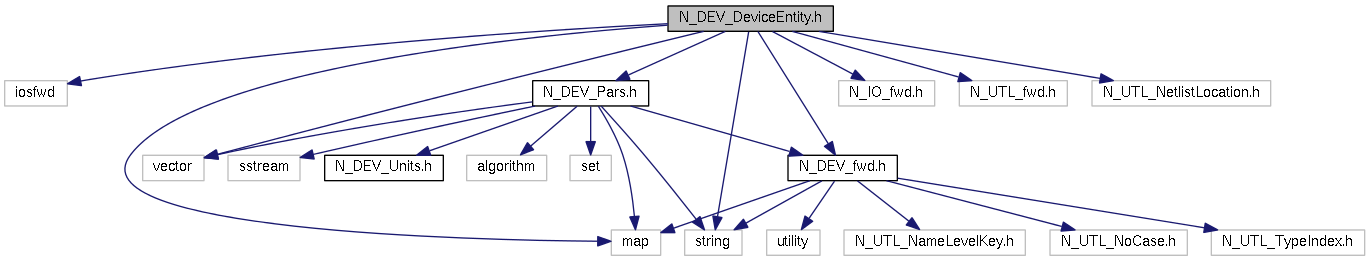 N_DEV_DeviceEntity.h
iosfwd
N_DEV_Pars.h
N_IO_fwd.h
N_UTL_fwd.h
N_UTL_NetlistLocation.h
vector
sstream
N_DEV_Units.h
algorithm
set
N_DEV_fwd.h
map
string
utility
N_UTL_NameLevelKey.h
N_UTL_NoCase.h
N_UTL_TypeIndex.h